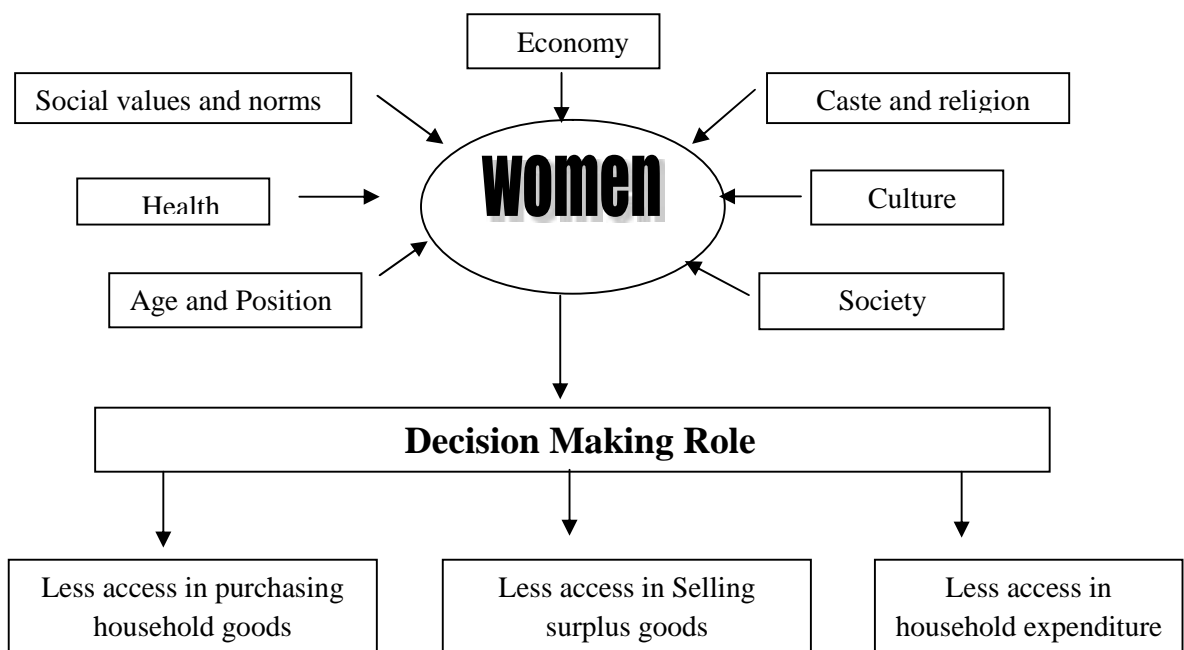 Economy
Social values and norms
Caste and religion
women
Health
Culture
Age and Position
Society
Decision Making Role
Less access in purchasing
household goods
Less access in Selling
surplus goods
Less access in
household expenditure